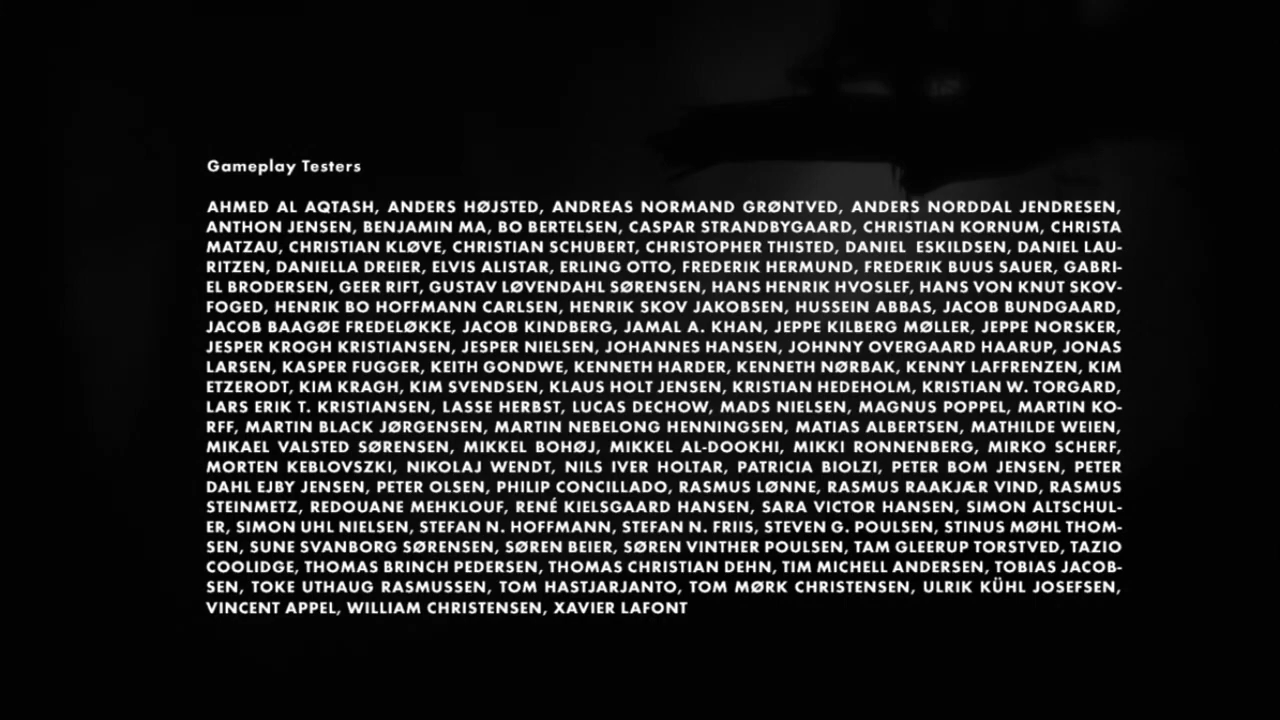 Gameplay Testers
AHMED AL AQTASH, ANDERS HØJSTED, ANDREAS NORMAND GRØNTVED, ANDERS NORDDAL JENDRESEN,
ANTHON JENSEN, BENJAMIN MA, BO BERTELSEN, CASPAR STRANDBYGAARD, CHRISTIAN KORNUM, CHRISTA
MATZAU, CHRISTIAN KLØVE, CHRISTIAN SCHUBERT, CHRISTOPHER THISTED, DANIEL ESKILDSEN, DANIEL LAU-
RITZEN, DANIELLA DREIER, ELVIS ALISTAR, ERLING OTTO, FREDERIK HERMUND, FREDERIK BUUS SAUER, GABRI-
EL BRODERSEN, GEER RIFT, GUSTAV LØVENDAHL SØRENSEN, HANS HENRIK HVOSLEF, HANS VON KNUT SKOV-
FOGED, HENRIK BO HOFFMANN CARLSEN, HENRIK SKOV JAKOBSEN, HUSSEIN ABBAS, JACOB BUNDGAARD,
JACOB BAAGØE FREDELØKKE, JACOB KINDBERG, JAMAL A. KHAN, JEPPE KILBERG MØLLER, JEPPE NORSKER,
JESPER KROGH KRISTIANSEN, JESPER NIELSEN, JOHANNES HANSEN, JOHNNY OVERGAARD HAARUP, JONAS
LARSEN, KASPER FUGGER, KEITH GONDWE, KENNETH HARDER, KENNETH NØRBAK, KENNY LAFFRENZEN, KIM
ETZERODT, KIM KRAGH, KIM SVENDSEN, KLAUS HOLT JENSEN, KRISTIAN HEDEHOLM, KRISTIAN W. TORGARD,
LARS ERIK T. KRISTIANSEN, LASSE HERBST, LUCAS DECHOW, MADS NIELSEN, MAGNUS POPPEL, MARTIN KO-
RFF, MARTIN BLACK JØRGENSEN, MARTIN NEBELONG HENNINGSEN, MATIAS ALBERTSEN, MATHILDE WEIEN,
MIKAEL VALSTED SØRENSEN, MIKKEL BOHØJ, MIKKEL AL-DOOKHI, MIKKI RONNENBERG, MIRKO SCHERF,
MORTEN KEBLOVSZKI, NIKOLAJ WENDT, NILS IVER HOLTAR, PATRICIA BIOLZI, PETER BOM JENSEN, PETER
DAHL EJBY JENSEN, PETER OLSEN, PHILIP CONCILLADO, RASMUS LØNNE, RASMUS RAAKJÆR VIND, RASMUS
STEINMETZ, REDOUANE MEHKLOUF, RENÉ KIELSGAARD HANSEN, SARA VICTOR HANSEN, SIMON ALTSCHUL-
ER, SIMON UHL NIELSEN, STEFAN N. HOFFMANN, STEFAN N. FRIIS, STEVEN G. POULSEN, STINUS MØHL THOM-
SEN, SUNE SVANBORG SØRENSEN, SØREN BEIER, SØREN VINTHER POULSEN, TAM GLEERUP TORSTVED, TAZIO
COOLIDGE, THOMAS BRINCH PEDERSEN, THOMAS CHRISTIAN DEHN, TIM MICHELL ANDERSEN, TOBIAS JACOB-
SEN, TOKE UTHAUG RASMUSSEN, TOM HASTJARJANTO, TOM MØRK CHRISTENSEN, ULRIK KÜHL JOSEFSEN,
VINCENT APPEL, WILLIAM CHRISTENSEN, XAVIER LAFONT